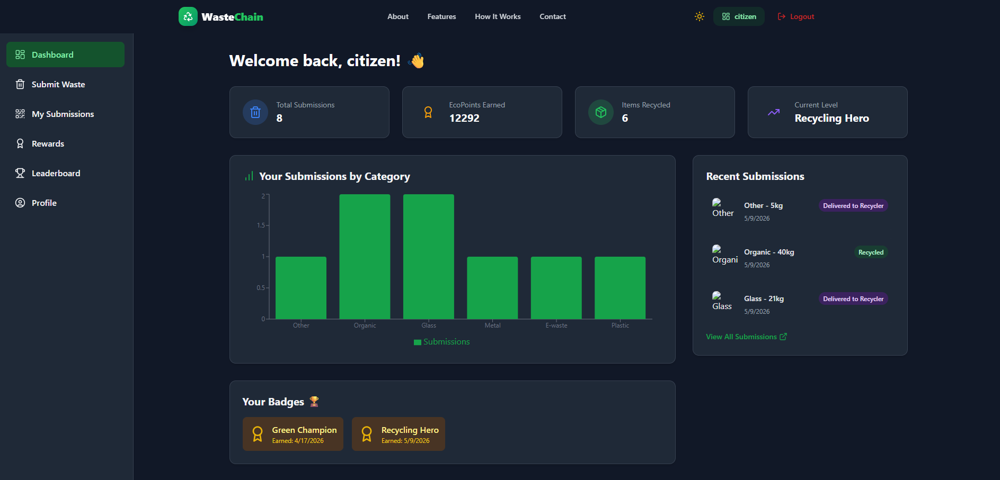 WasteChain
About
Features
How It Works
Contact
citizen
Logout
Dashboard
Submit Waste
My Submissions
Rewards
Leaderboard
Profile
Welcome back, citizen! 👋
Total Submissions
8
EcoPoints Earned
12292
Items Recycled
6
Current Level
Recycling Hero
Your Submissions by Category
2
1.5
1
0.5
0
Other
Organic
Glass
Metal
E-waste
Plastic
Submissions
Recent Submissions
Other
Other - 5kg
Delivered to Recycler
5/9/2026
Organi
Organic - 40kg
Recycled
5/9/2026
Glass
Glass - 21kg
Delivered to Recycler
5/9/2026
View All Submissions
Your Badges 🏆
Green Champion
Earned: 4/17/2026
Recycling Hero
Earned: 5/9/2026